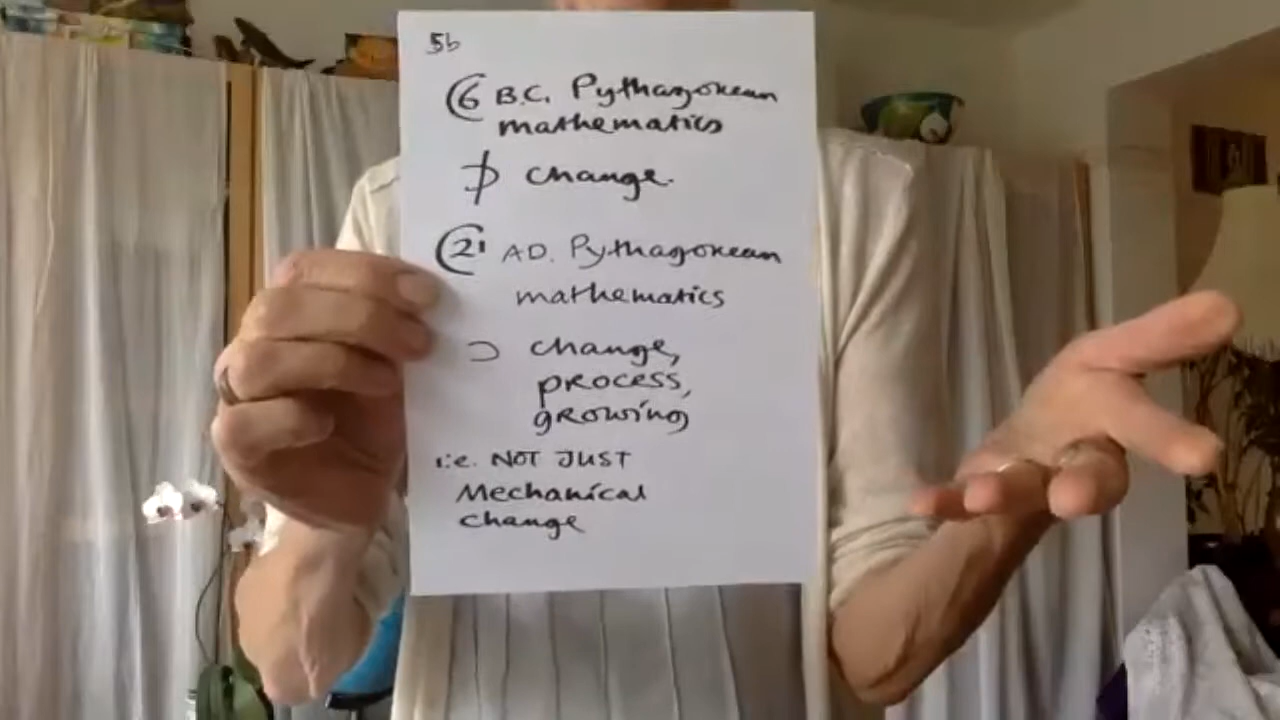 5b
C6 B.C. Pythagorean
mathematics
⊅ change.
C21 A.D. Pythagorean
mathematics
⊃ change,
process,
growing
i.e. NOT JUST
Mechanical
change